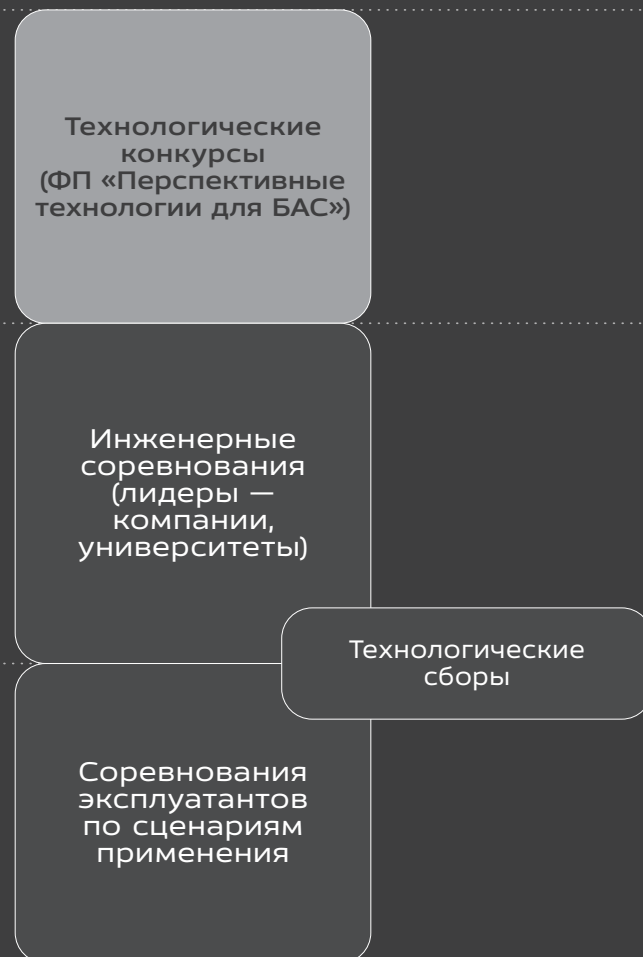 Технологические
конкурсы
(ФП «Перспективные
технологии для БАС»)
Инженерные
соревнования
(лидеры —
компании,
университеты)
Технологические
сборы
Соревнования
эксплуатантов
по сценариям
применения